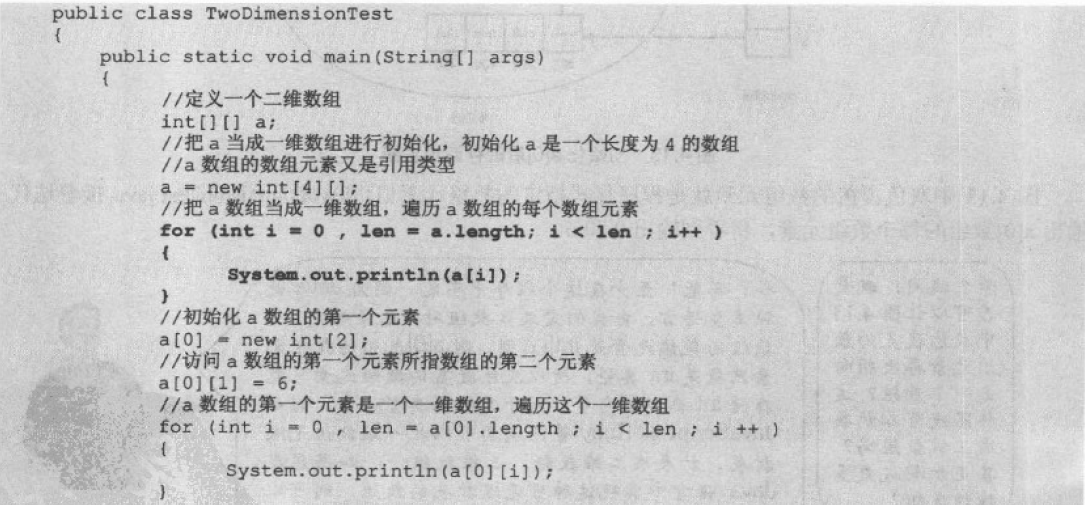 public class TwoDimensionTest
{
public static void main(String[] args)
{
//定义一个二维数组
int[][] a;
//把 a 当成一维数组进行初始化，初始化 a 是一个长度为 4 的数组
//a 数组的数组元素又是引用类型
a = new int[4][];
//把 a 数组当成一维数组，遍历 a 数组的每个数组元素
for (int i = 0 , len = a.length; i < len ; i++ )
{
System.out.println(a[i]);
}
//初始化 a 数组的第一个元素
a[0] = new int[2];
//访问 a 数组的第一个元素所指数组的第二个元素
a[0][1] = 6;
//a 数组的第一个元素是一个一维数组，遍历这个一维数组
for (int i = 0 , len = a[0].length ; i < len ; i ++ )
{
System.out.println(a[0][i]);
}